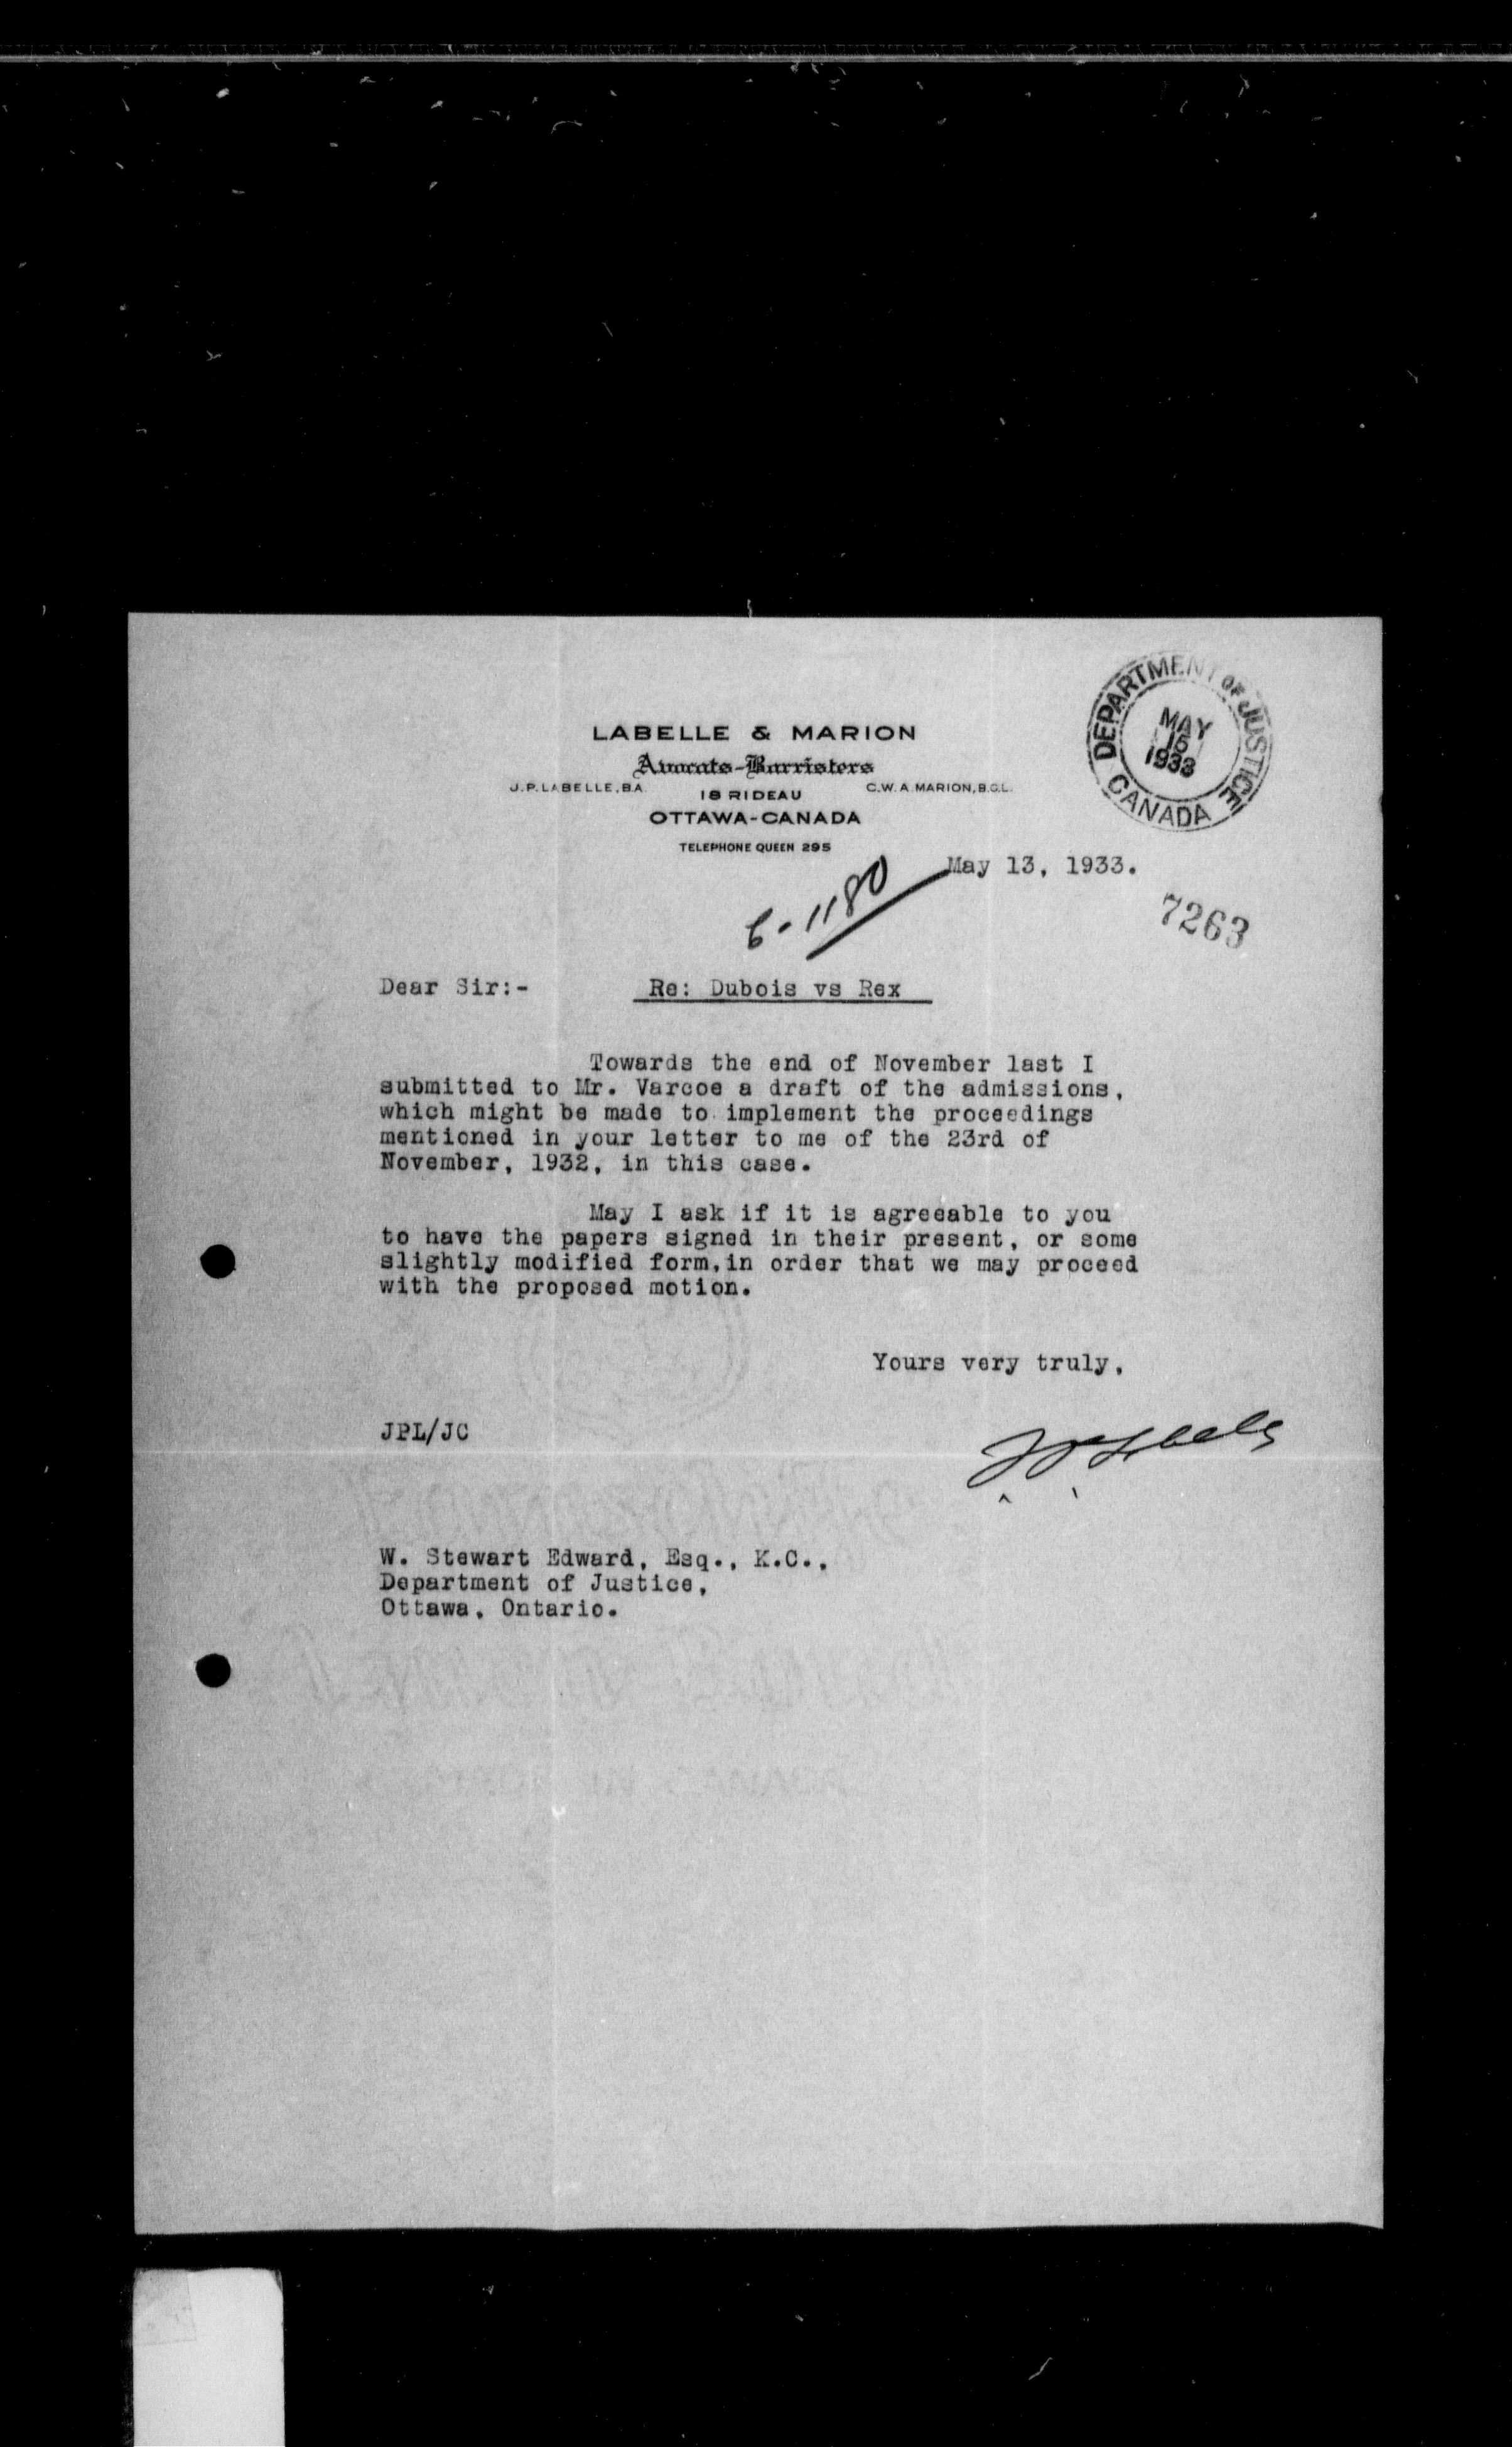 LABELLE & MARION
Avocats-Barristers
J.P. LABELLE, B.A. C.W.A. MARION, B.C.L.
18 RIDEAU
OTTAWA-CANADA
TELEPHONE QUEEN 295
DEPARTMENT OF JUSTICE
MAY
15
1933
CANADA
May 13, 1933.
6-1180
7263
Dear Sir:- Re: Dubois vs Rex
Towards the end of November last I
submitted to Mr. Varcoe a draft of the admissions,
which might be made to implement the proceedings
mentioned in your letter to me of the 23rd of
November, 1932, in this case.
May I ask if it is agreeable to you
to have the papers signed in their present, or some
slightly modified form, in order that we may proceed
with the proposed motion.
Yours very truly,
JPL/JC
W. Stewart Edward, Esq., K.C.,
Department of Justice,
Ottawa, Ontario.